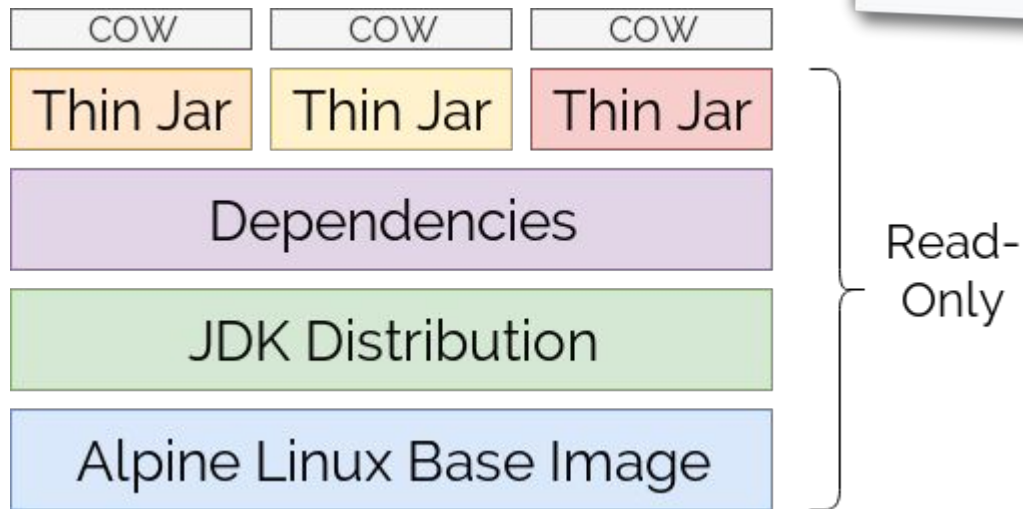 COW COW COW
Thin Jar Thin Jar Thin Jar
Dependencies
JDK Distribution
Alpine Linux Base Image
Read-
Only